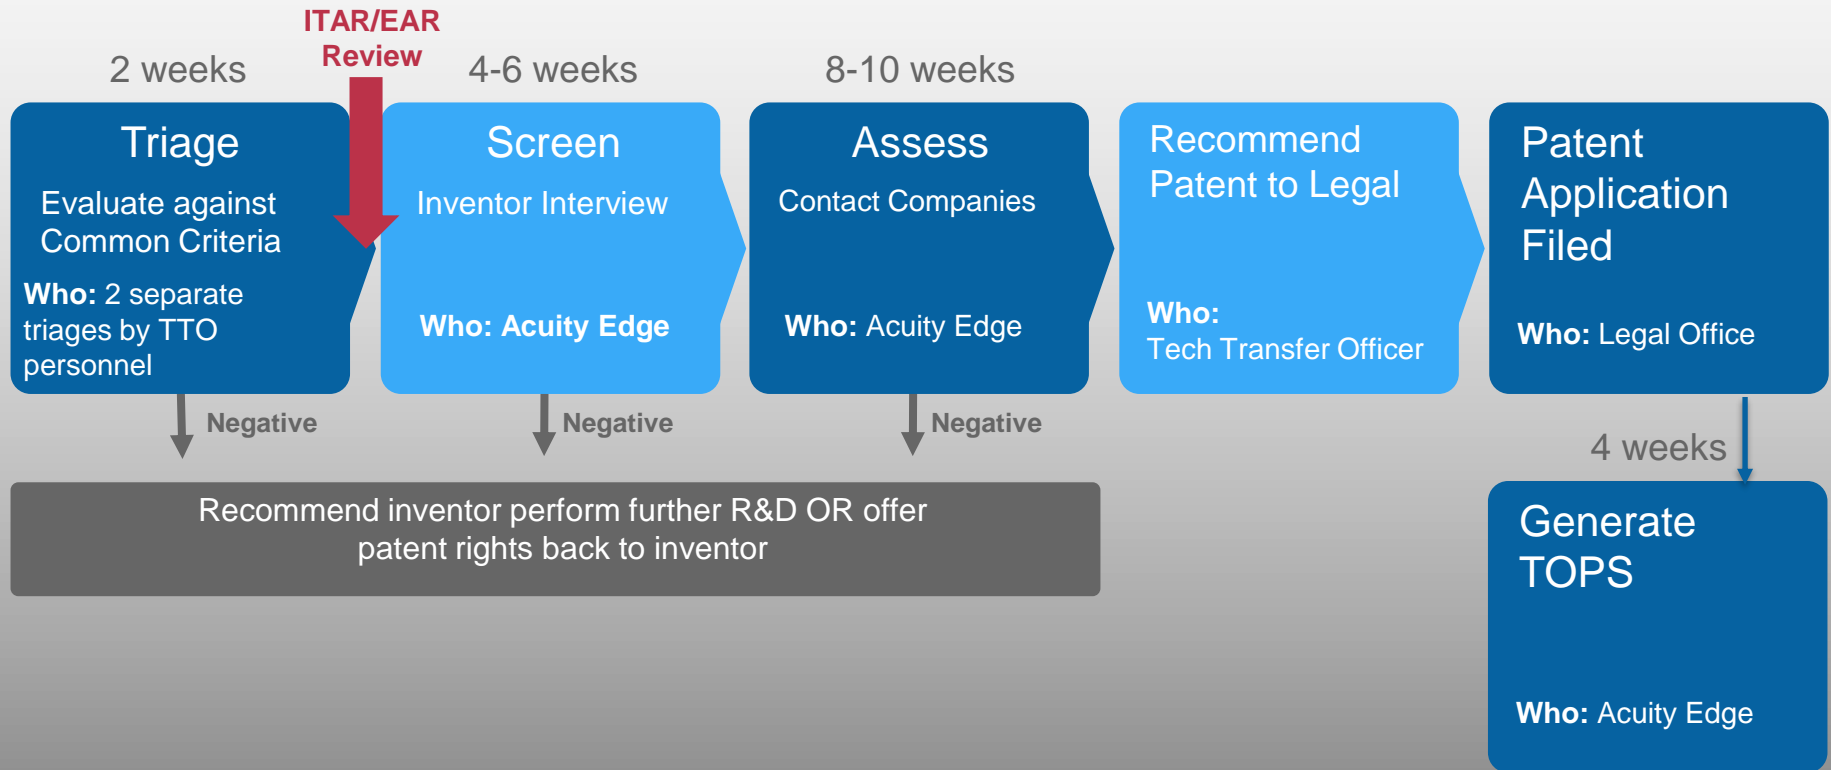 ITAR/EAR
Review
2 weeks
4-6 weeks
8-10 weeks
Triage
Evaluate against
Common Criteria
Who: 2 separate
triages by TTO
personnel
Screen
Inventor Interview
Who: Acuity Edge
Assess
Contact Companies
Who: Acuity Edge
Recommend
Patent to Legal
Who:
Tech Transfer Officer
Patent
Application
Filed
Who: Legal Office
Negative
Negative
Negative
4 weeks
Recommend inventor perform further R&D OR offer
patent rights back to inventor
Generate
TOPS
Who: Acuity Edge